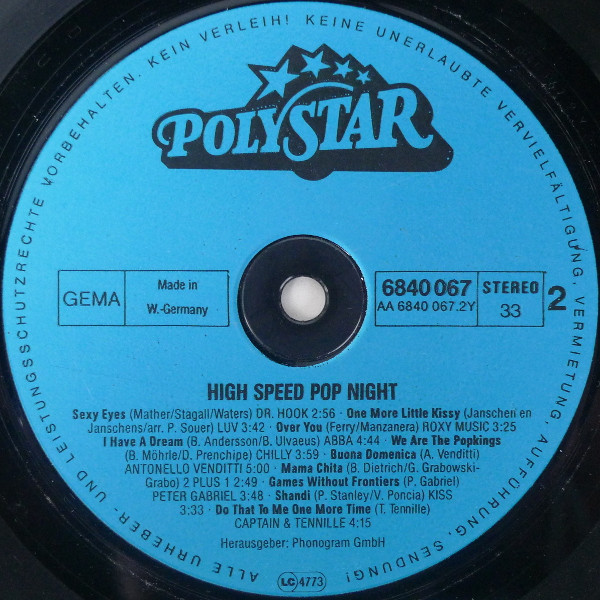 ALLE URHEBER- UND LEISTUNGSSCHUTZRECHTE VORBEHALTEN. KEIN VERLEIH! KEINE UNERLAUBTE VERVIELFÄLTIGUNG, VERMIETUNG, AUFFÜHRUNG, SENDUNG!
POLYSTAR
GEMA
Made in
W.-Germany
6840 067
AA 6840 067.2Y
STEREO
33
2
HIGH SPEED POP NIGHT
Sexy Eyes (Mather/Stagall/Waters) DR. HOOK 2:56 · One More Little Kissy (Janschen en
Janschens/arr. P. Souer) LUV 3:42 · Over You (Ferry/Manzanera) ROXY MUSIC 3:25
I Have A Dream (B. Andersson/B. Ulvaeus) ABBA 4:44 · We Are The Popkings
(B. Möhrle/D. Prenchipe) CHILLY 3:59 · Buona Domenica (A. Venditti)
ANTONELLO VENDITTI 5:00 · Mama Chita (B. Dietrich/G. Grabowski-
Grabo) 2 PLUS 1 2:49 · Games Without Frontiers (P. Gabriel)
PETER GABRIEL 3:48 · Shandi (P. Stanley/V. Poncia) KISS
3:33 · Do That To Me One More Time (T. Tennille)
CAPTAIN & TENNILLE 4:15
Herausgeber: Phonogram GmbH
LC 4773